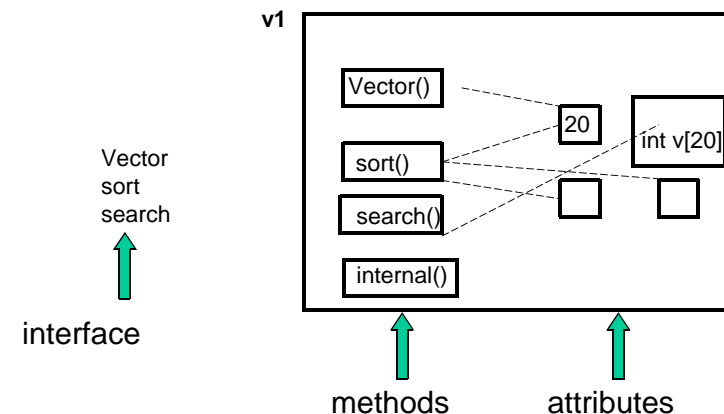 v1
Vector()
20
int v[20]
sort()
search()
internal()
Vector
sort
search
interface
methods
attributes